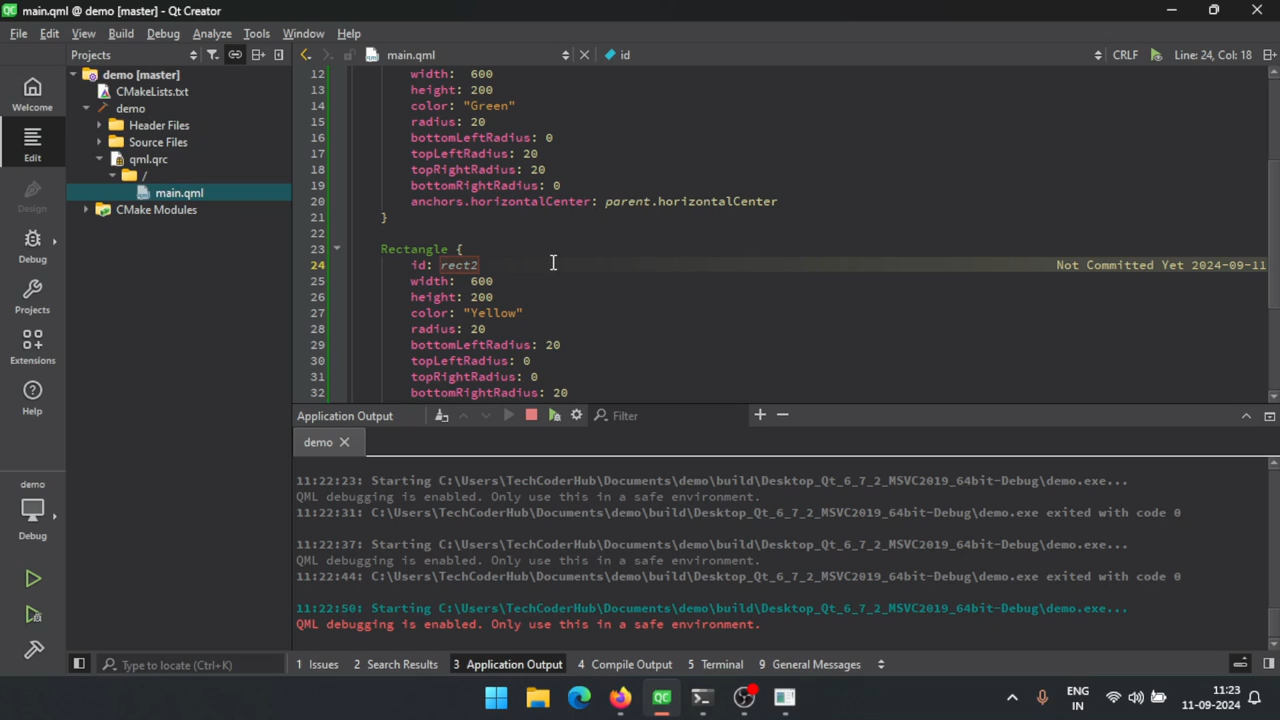 main.qml @ demo [master] - Qt Creator
File Edit View Build Debug Analyze Tools Window Help
Projects main.qml id CRLF Line: 24, Col: 18
demo [master]
CMakeLists.txt
demo
Header Files
Source Files
qml.qrc
/
main.qml
CMake Modules
Welcome
Edit
Design
Debug
Projects
Extensions
Help
demo
Debug
12 width: 600
13 height: 200
14 color: "Green"
15 radius: 20
16 bottomLeftRadius: 0
17 topLeftRadius: 20
18 topRightRadius: 20
19 bottomRightRadius: 0
20 anchors.horizontalCenter: parent.horizontalCenter
21 }
22
23 Rectangle {
24 id: rect2 Not Committed Yet 2024-09-11
25 width: 600
26 height: 200
27 color: "Yellow"
28 radius: 20
29 bottomLeftRadius: 20
30 topLeftRadius: 0
31 topRightRadius: 0
32 bottomRightRadius: 20
Application Output Filter
demo
11:22:23: Starting C:\Users\TechCoderHub\Documents\demo\build\Desktop_Qt_6_7_2_MSVC2019_64bit-Debug\demo.exe...
QML debugging is enabled. Only use this in a safe environment.
11:22:31: C:\Users\TechCoderHub\Documents\demo\build\Desktop_Qt_6_7_2_MSVC2019_64bit-Debug\demo.exe exited with code 0
11:22:37: Starting C:\Users\TechCoderHub\Documents\demo\build\Desktop_Qt_6_7_2_MSVC2019_64bit-Debug\demo.exe...
QML debugging is enabled. Only use this in a safe environment.
11:22:44: C:\Users\TechCoderHub\Documents\demo\build\Desktop_Qt_6_7_2_MSVC2019_64bit-Debug\demo.exe exited with code 0
11:22:50: Starting C:\Users\TechCoderHub\Documents\demo\build\Desktop_Qt_6_7_2_MSVC2019_64bit-Debug\demo.exe...
QML debugging is enabled. Only use this in a safe environment.
Type to locate (Ctrl+K) 1 Issues 2 Search Results 3 Application Output 4 Compile Output 5 Terminal 9 General Messages
ENG
IN
11:23
11-09-2024